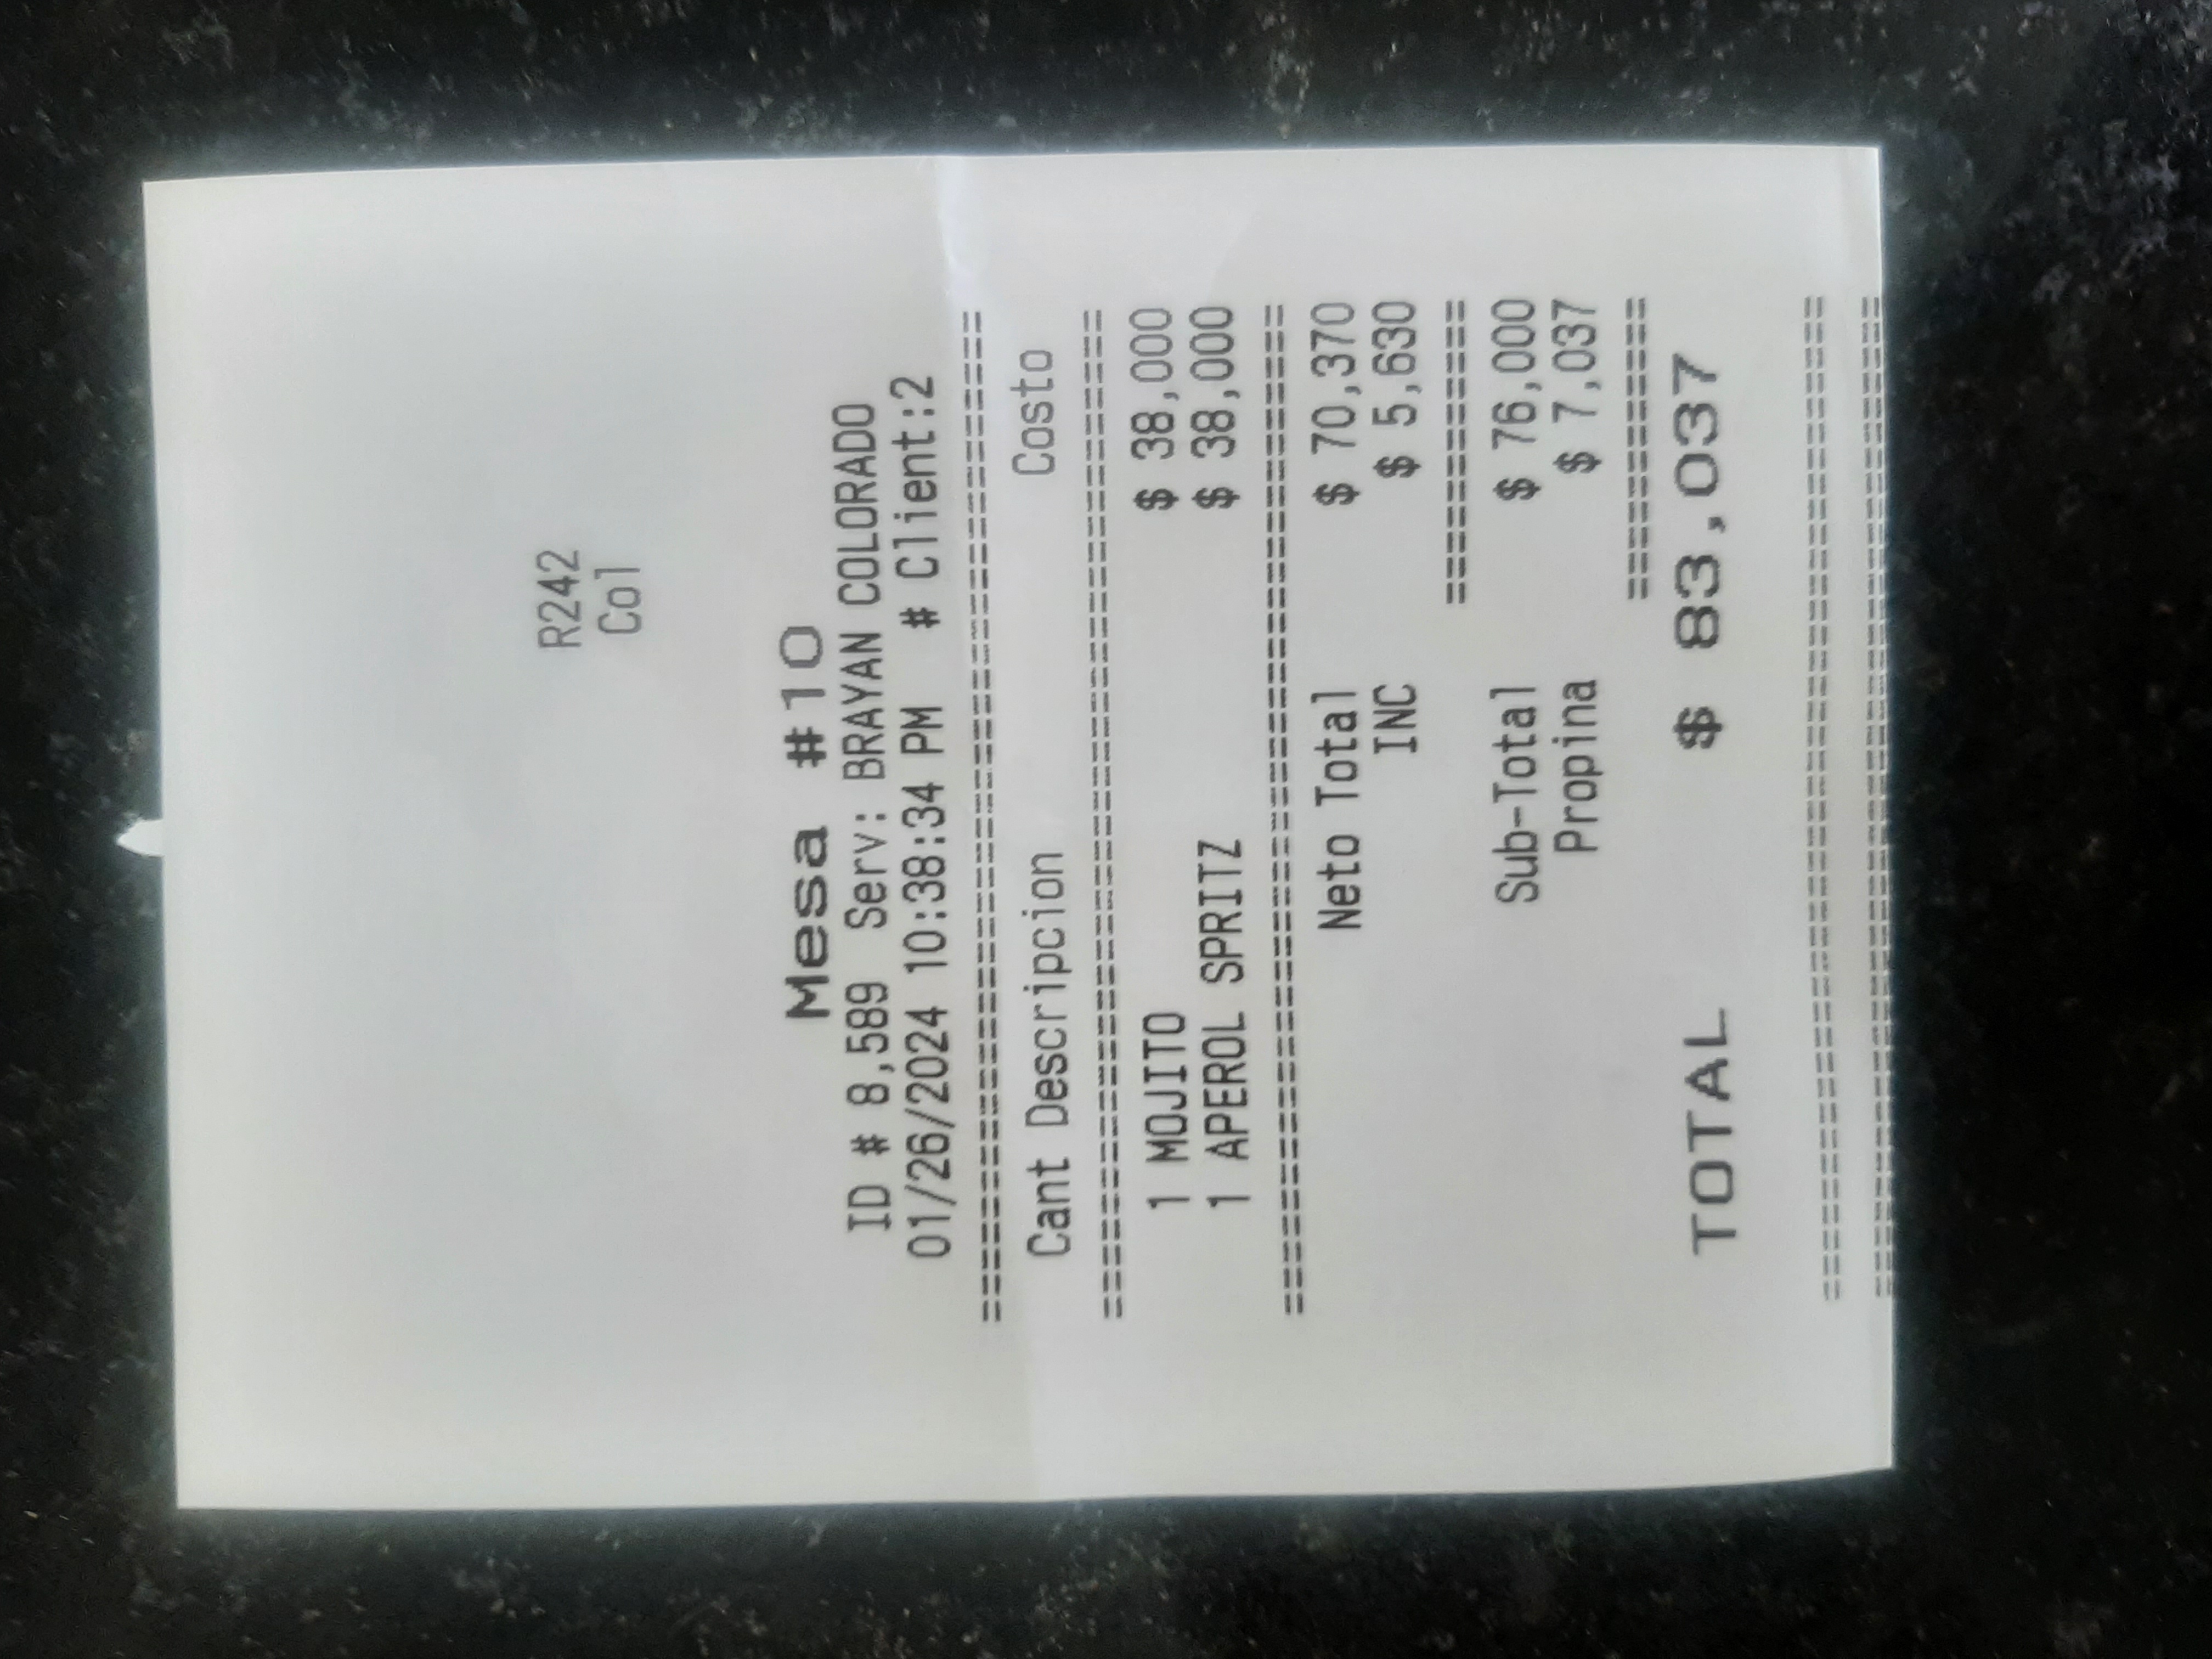 R242
Col
Mesa #10
ID # 8,589 Serv: BRAYAN COLORADO
01/26/2024 10:38:34 PM # Client:2
==================================================
Cant Descripcion Costo
==================================================
1 MOJITO $ 38,000
1 APEROL SPRITZ $ 38,000
==================================================
Neto Total $ 70,370
INC $ 5,630
===============
Sub-Total $ 76,000
Propina $ 7,037
===============
TOTAL $ 83,037
==================================================
==================================================